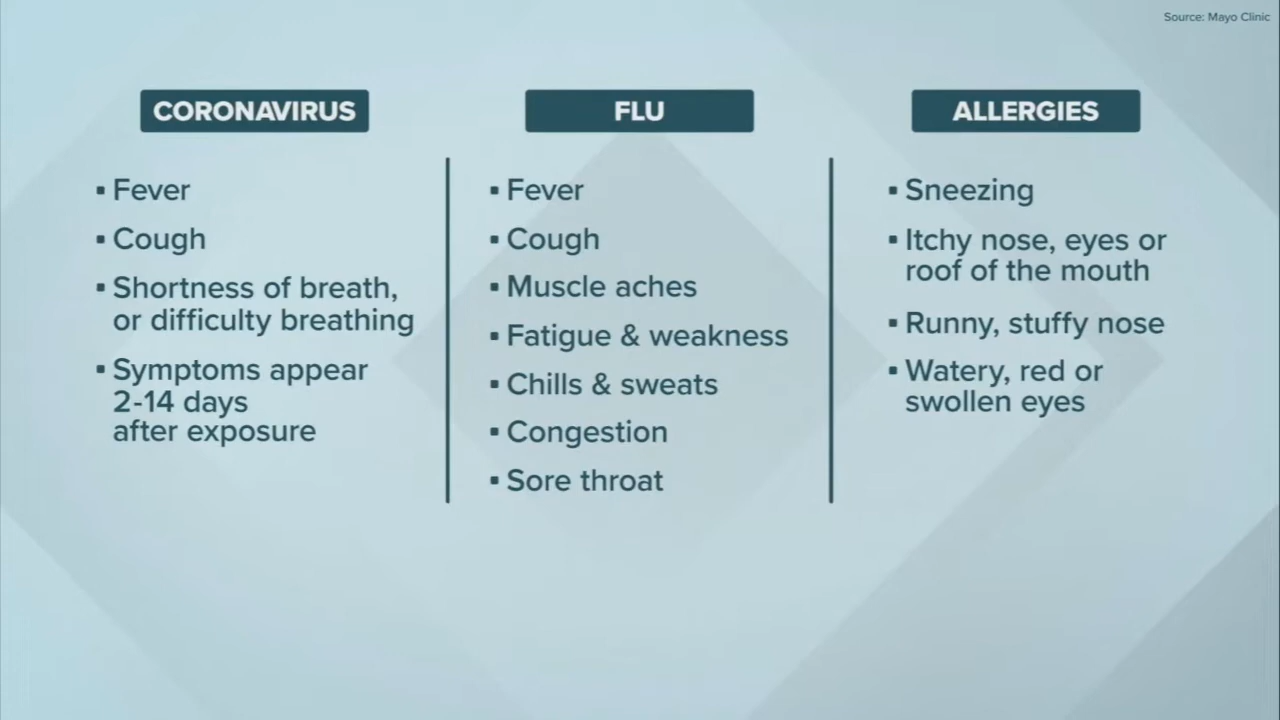 Source: Mayo Clinic
CORONAVIRUS
▪ Fever
▪ Cough
▪ Shortness of breath,
or difficulty breathing
▪ Symptoms appear
2-14 days
after exposure
FLU
▪ Fever
▪ Cough
▪ Muscle aches
▪ Fatigue & weakness
▪ Chills & sweats
▪ Congestion
▪ Sore throat
ALLERGIES
▪ Sneezing
▪ Itchy nose, eyes or
roof of the mouth
▪ Runny, stuffy nose
▪ Watery, red or
swollen eyes